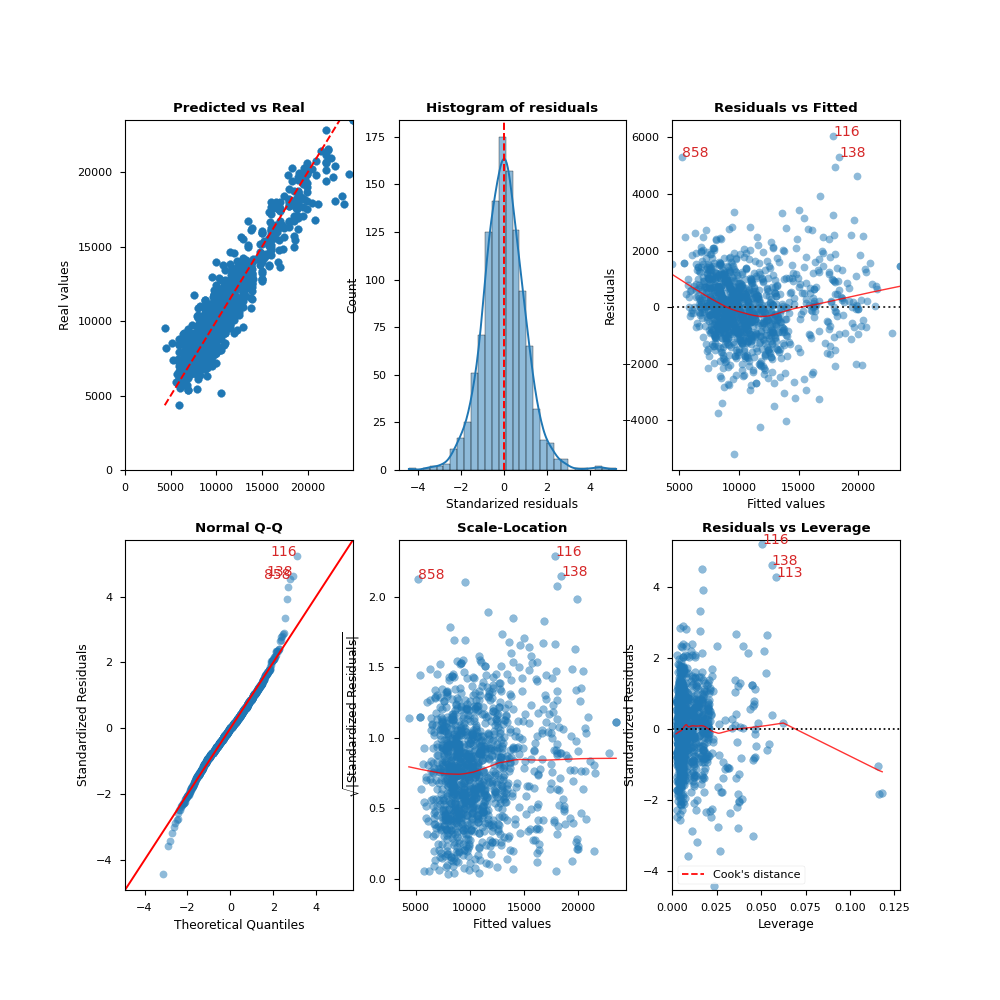 Predicted vs Real
Real values
20000
15000
10000
5000
0
0 5000 10000 15000 20000
Histogram of residuals
Count
175
150
125
100
75
50
25
0
−4 −2 0 2 4
Standarized residuals
Residuals vs Fitted
Residuals
6000
4000
2000
0
−2000
−4000
116
138
858
5000 10000 15000 20000
Fitted values
Normal Q-Q
Standardized Residuals
4
2
0
−2
−4
116
138
858
−4 −2 0 2 4
Theoretical Quantiles
Scale-Location
√|Standardized Residuals|
2.0
1.5
1.0
0.5
0.0
116
138
858
5000 10000 15000 20000
Fitted values
Residuals vs Leverage
Standardized Residuals
4
2
0
−2
−4
116
138
113
Cook's distance
0.000 0.025 0.050 0.075 0.100 0.125
Leverage